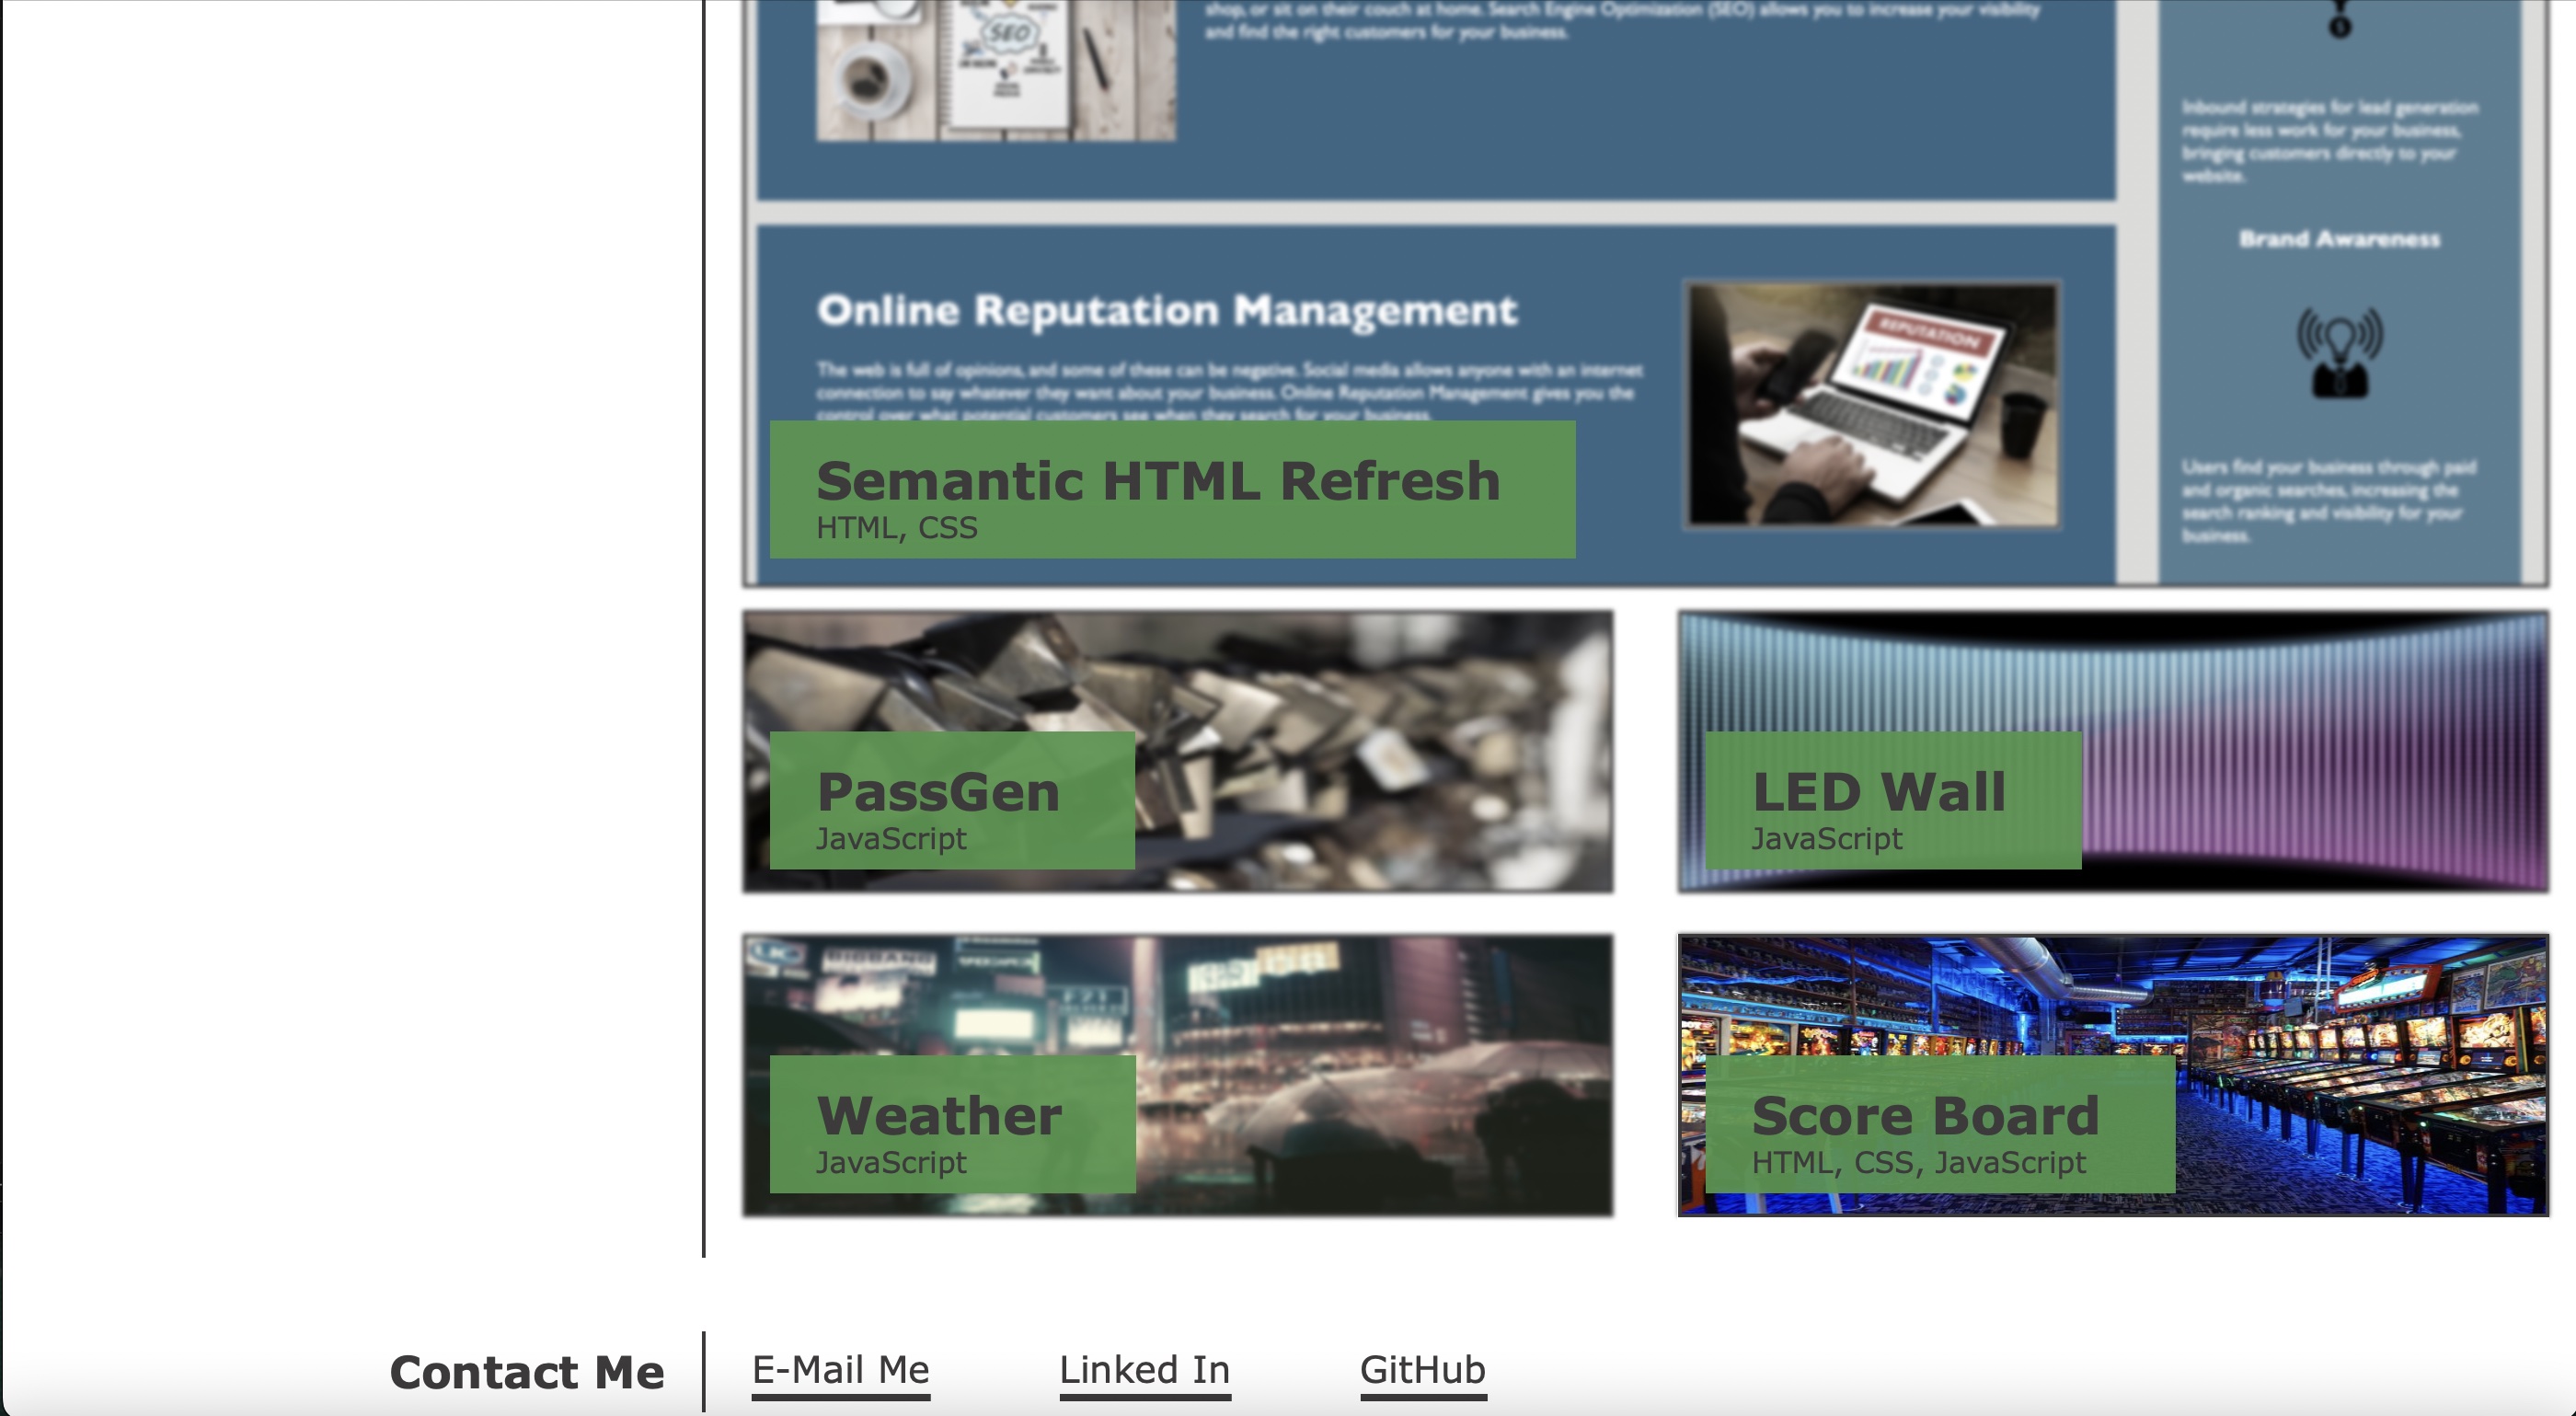 SEO
shop, or sit on their couch at home. Search Engine Optimization (SEO) allows you to increase your visibility
and find the right customers for your business.
Inbound strategies for lead generation
require less work for your business,
bringing customers directly to your
website.
Brand Awareness
Online Reputation Management
The web is full of opinions, and some of these can be negative. Social media allows anyone with an internet
connection to say whatever they want about your business. Online Reputation Management gives you the
control over what potential customers see when they search for your business.
REPUTATION
Users find your business through paid
and organic searches, increasing the
search ranking and visibility for your
business.
Semantic HTML Refresh
HTML, CSS
PassGen
JavaScript
LED Wall
JavaScript
BIGBANG
Weather
JavaScript
Score Board
HTML, CSS, JavaScript
Contact Me
E-Mail Me
Linked In
GitHub